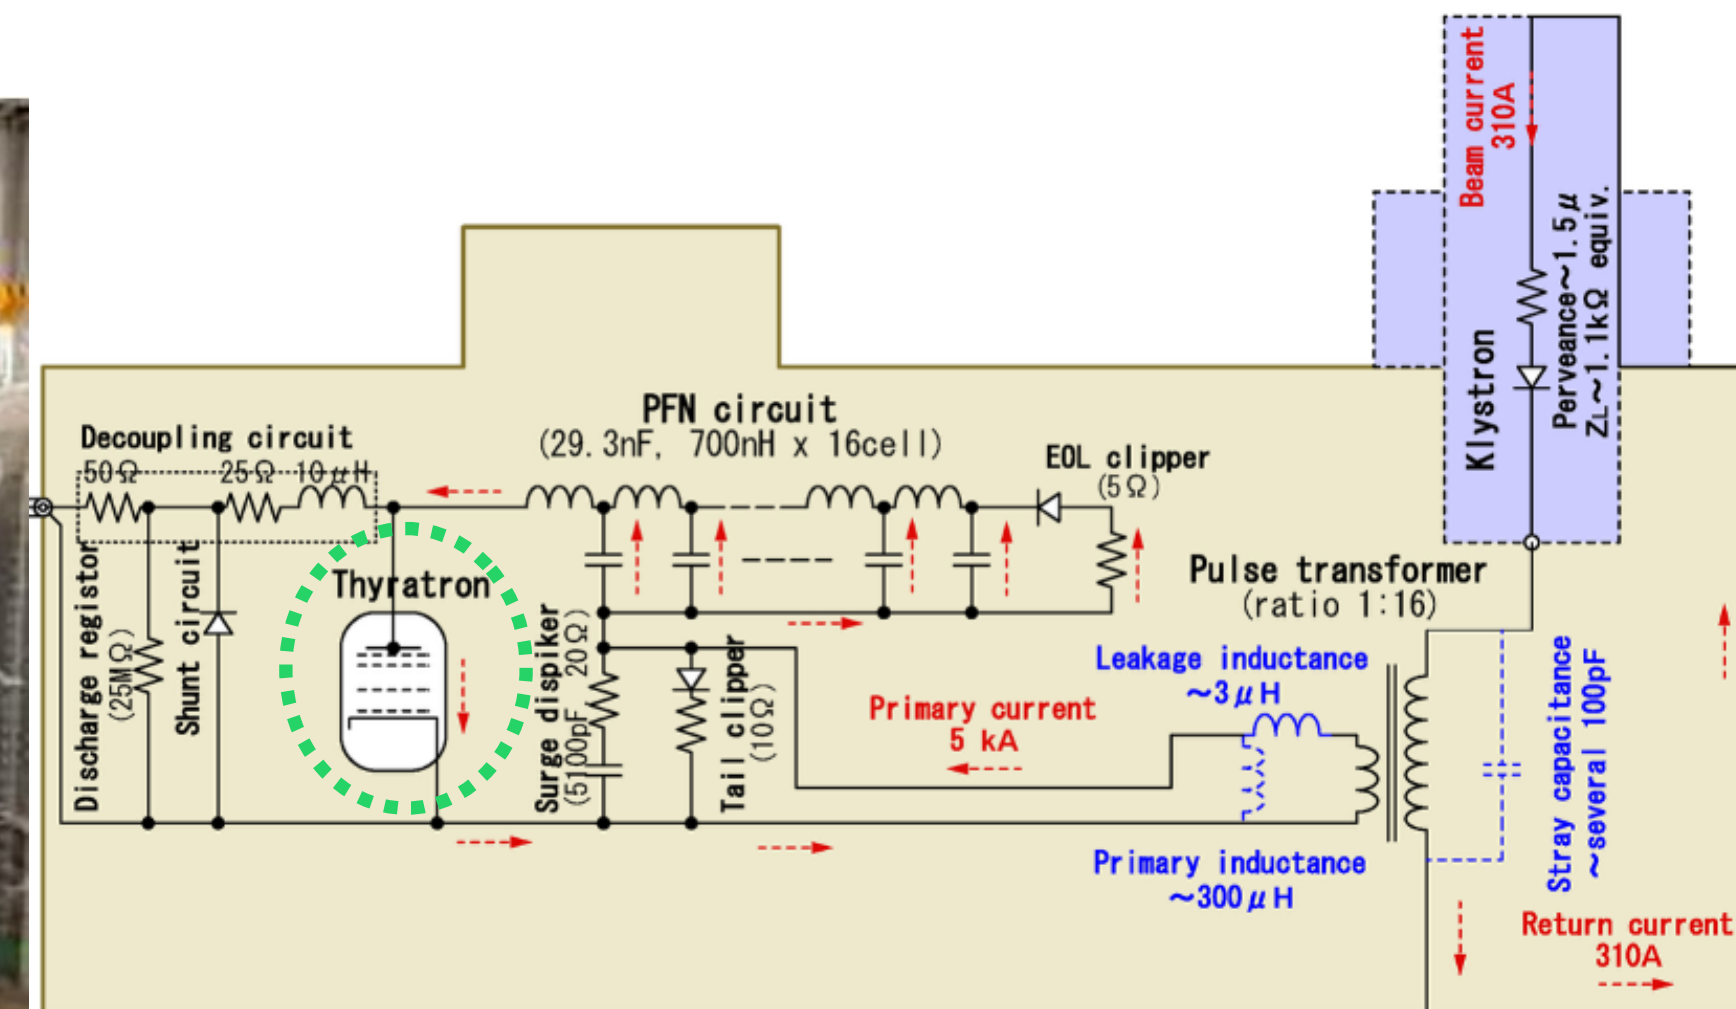 Beam current
310A
Perveance~1.5μ
ZL~1.1kΩ equiv.
Klystron
PFN circuit
(29.3nF, 700nH x 16cell)
Decoupling circuit
50Ω 25Ω 10μH
EOL clipper
(5Ω)
Discharge registor
(25MΩ)
Shunt circuit
Thyratron
Surge dispiker
(5100pF 20Ω)
Tail clipper
(10Ω)
Pulse transformer
(ratio 1:16)
Leakage inductance
~3μH
Primary current
5 kA
Primary inductance
~300μH
Stray capacitance
~several 100pF
Return current
310A